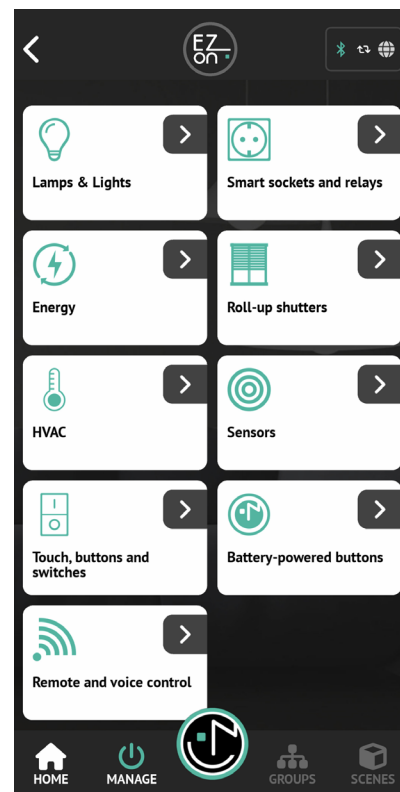 EZ
on
Lamps & Lights
Smart sockets and relays
Energy
Roll-up shutters
HVAC
Sensors
Touch, buttons and
switches
Battery-powered buttons
Remote and voice control
HOME
MANAGE
GROUPS
SCENES